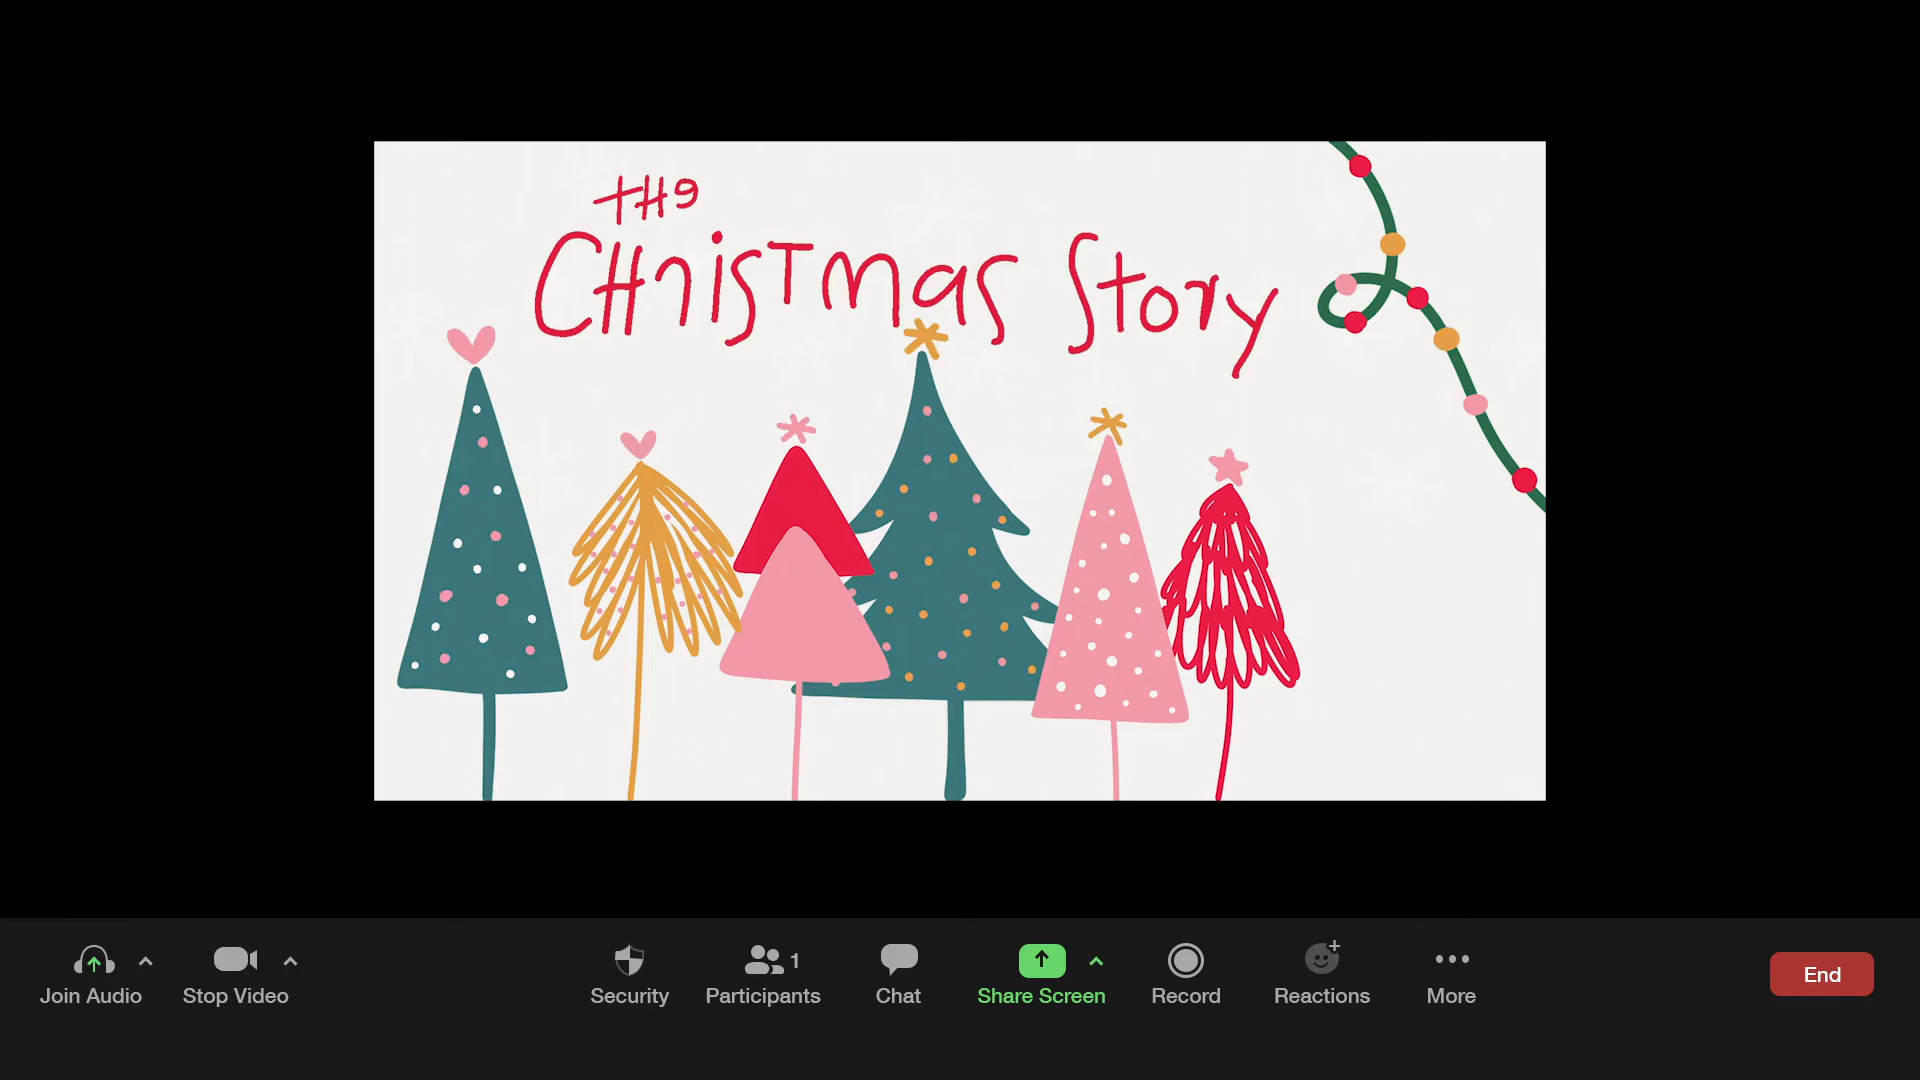 tHe
CHristmas Story
1
Join Audio
Stop Video
Security
Participants
Chat
Share Screen
Record
Reactions
More
End